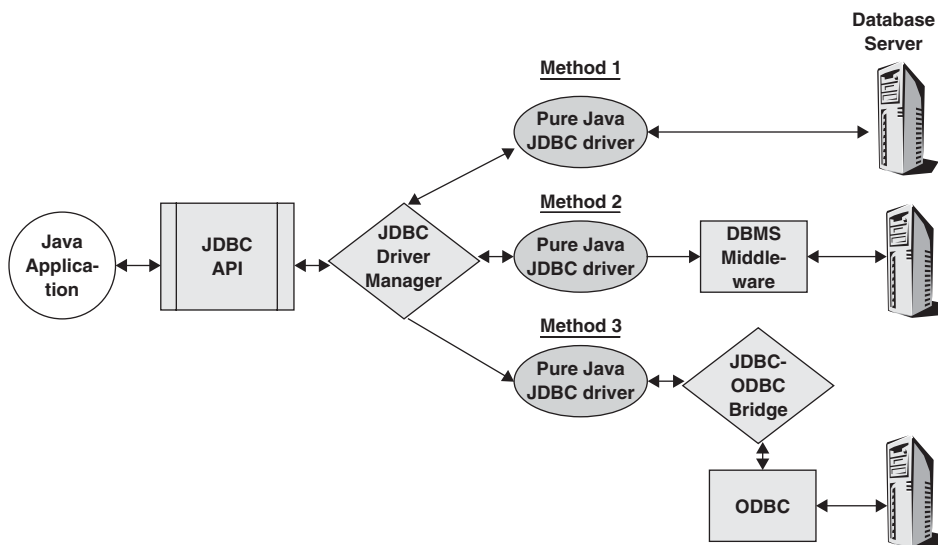 Database
Server
Method 1
Pure Java
JDBC driver
Method 2
Java
Applica-
tion
JDBC
API
JDBC
Driver
Manager
Pure Java
JDBC driver
DBMS
Middle-
ware
Method 3
Pure Java
JDBC driver
JDBC-
ODBC
Bridge
ODBC